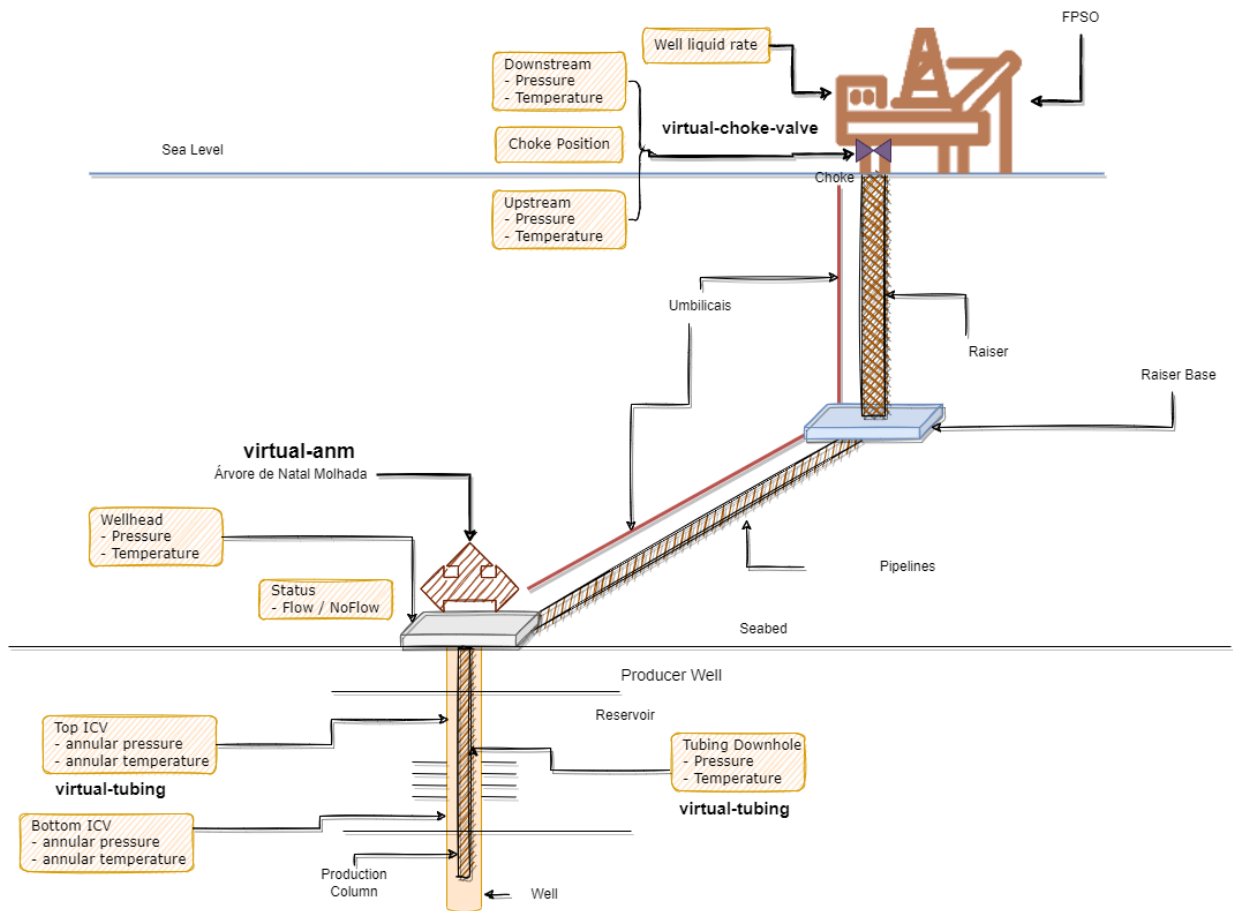 FPSO
Well liquid rate
Downstream
- Pressure
- Temperature
virtual-choke-valve
Choke Position
Sea Level
Choke
Upstream
- Pressure
- Temperature
Umbilicais
Raiser
Raiser Base
virtual-anm
Árvore de Natal Molhada
Wellhead
- Pressure
- Temperature
Pipelines
Status
- Flow / NoFlow
Seabed
Producer Well
Reservoir
Top ICV
- annular pressure
- annular temperature
virtual-tubing
Tubing Downhole
- Pressure
- Temperature
virtual-tubing
Bottom ICV
- annular pressure
- annular temperature
Production
Column
Well